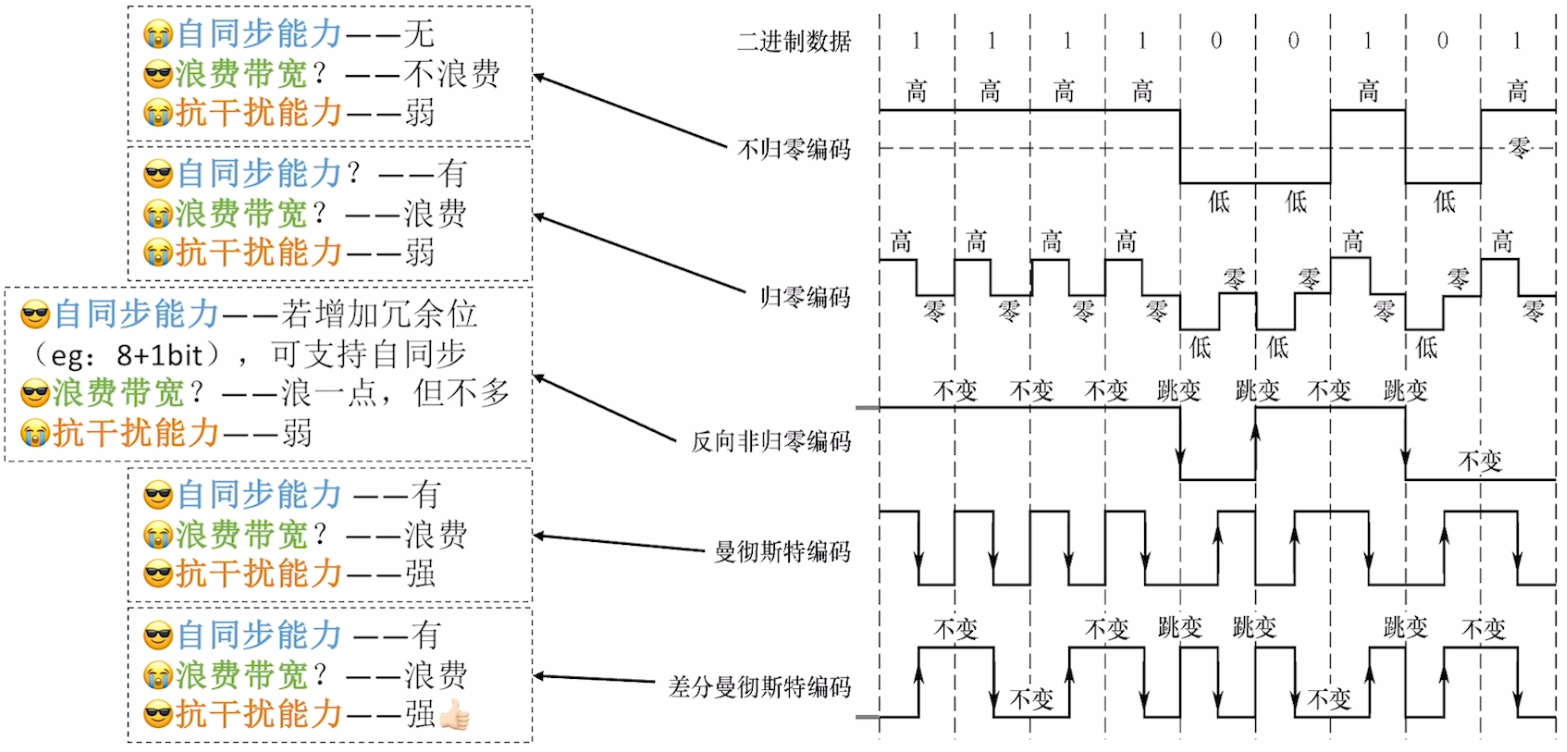 😭自同步能力——无
😎浪费带宽？——不浪费
😭抗干扰能力——弱
😎自同步能力？——有
😭浪费带宽？——浪费
😭抗干扰能力——弱
😎自同步能力——若增加冗余位
（eg：8+1bit），可支持自同步
😎浪费带宽？——浪一点，但不多
😭抗干扰能力——弱
😎自同步能力 ——有
😭浪费带宽？——浪费
😎抗干扰能力——强
😎自同步能力 ——有
😭浪费带宽？——浪费
😎抗干扰能力——强👍🏻
二进制数据 1 1 1 1 0 0 1 0 1
高 高 高 高 高 高
不归零编码 零
低 低 低
高 高 高 高 高 高
零 零 零
归零编码 零 零 零 零 零 零
低 低 低
不变 不变 不变 跳变 跳变 不变 跳变
反向非归零编码 不变
曼彻斯特编码
不变 不变 跳变 跳变 跳变 不变
差分曼彻斯特编码 不变 不变